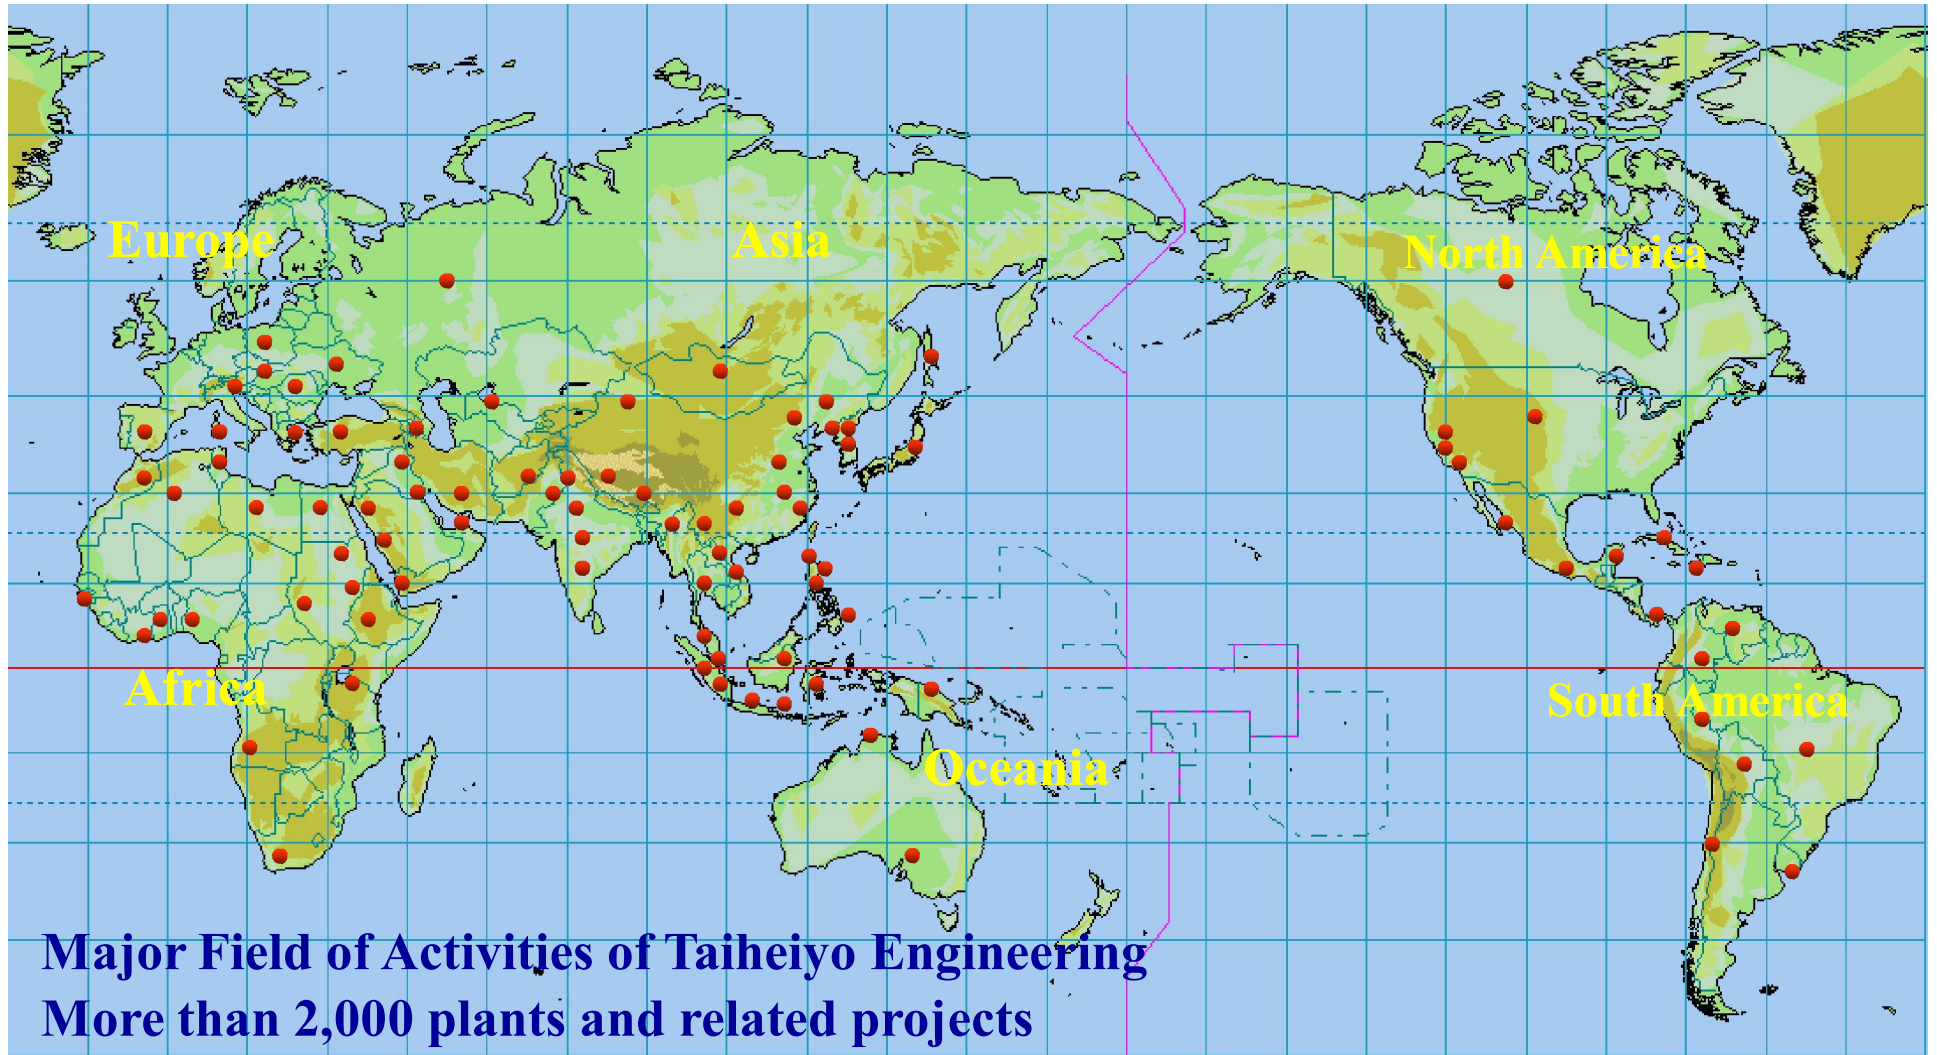 Europe
Asia
North America
Africa
South America
Oceania
Major Field of Activities of Taiheiyo Engineering
More than 2,000 plants and related projects